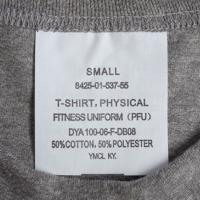 SMALL
8425-01-537-55
T-SHIRT, PHYSICAL
FITNESS UNIFORM (PFU)
DYA 100-06-F-DB08
50%COTTON, 50%POLYESTER
YMCL KY.